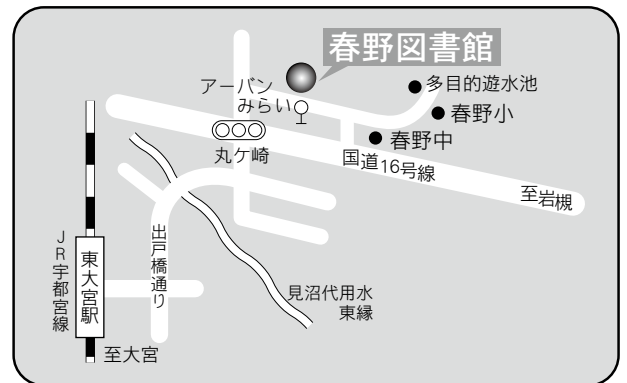 春野図書館
アーバン
みらい
多目的遊水池
春野小
春野中
丸ケ崎
国道16号線
至岩槻
JR宇都宮線
東大宮駅
出戸橋通り
見沼代用水
東縁
至大宮